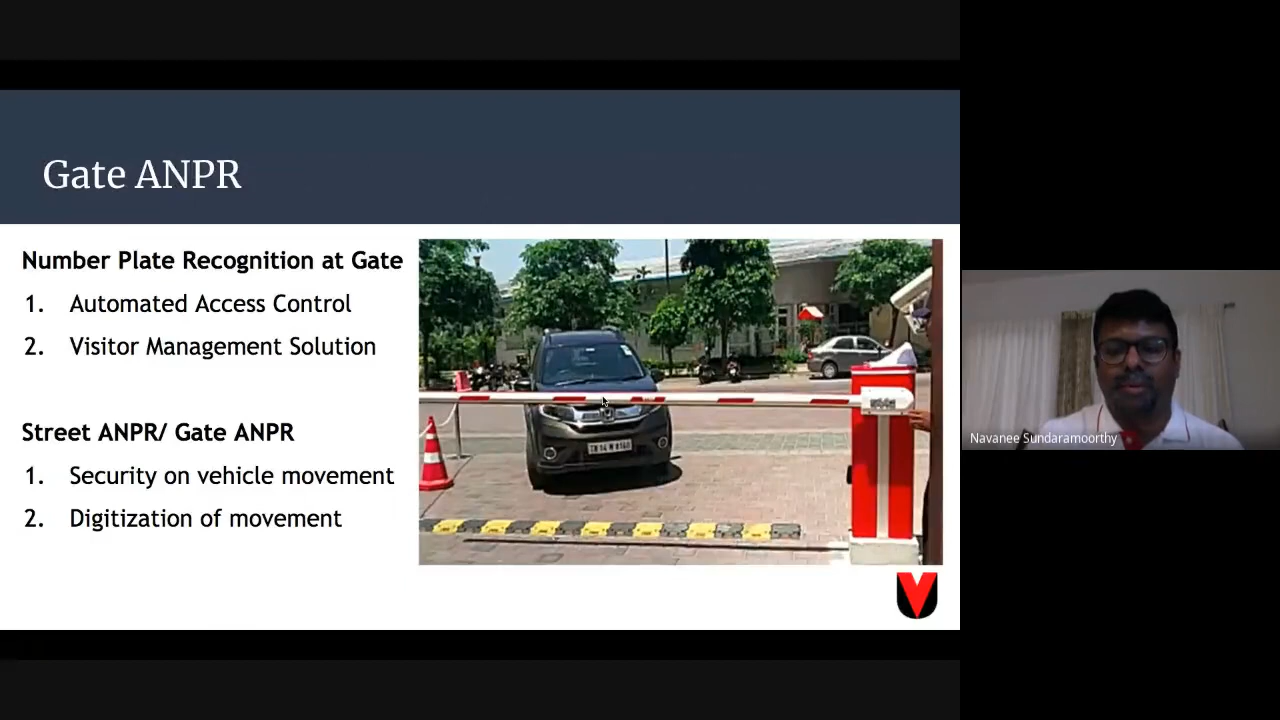 Gate ANPR
Number Plate Recognition at Gate
1. Automated Access Control
2. Visitor Management Solution
Street ANPR/ Gate ANPR
1. Security on vehicle movement
2. Digitization of movement
Navanee Sundaramoorthy